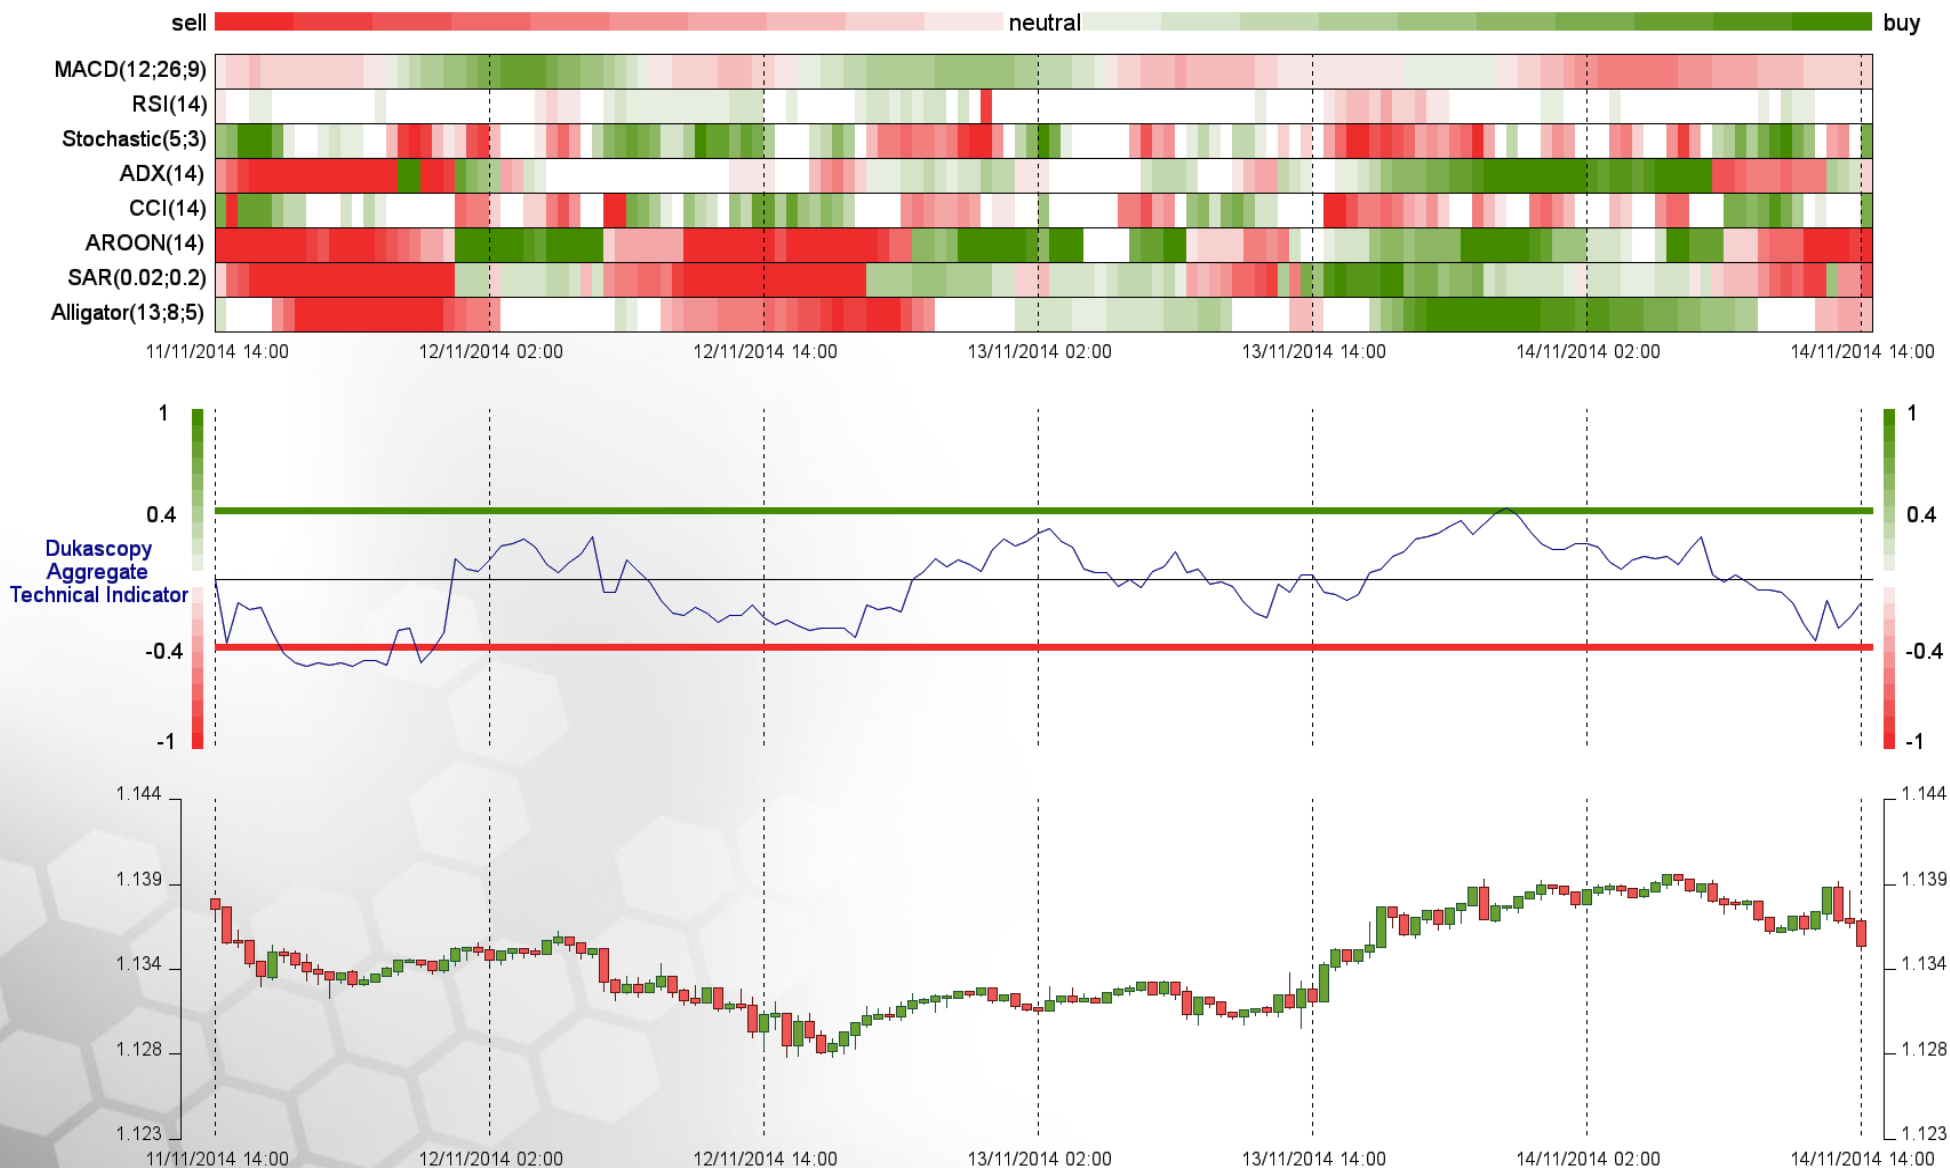 sell neutral buy
MACD(12;26;9)
RSI(14)
Stochastic(5;3)
ADX(14)
CCI(14)
AROON(14)
SAR(0.02;0.2)
Alligator(13;8;5)
11/11/2014 14:00 12/11/2014 02:00 12/11/2014 14:00 13/11/2014 02:00 13/11/2014 14:00 14/11/2014 02:00 14/11/2014 14:00
1 1
0.4 0.4
Dukascopy
Aggregate
Technical Indicator
-0.4 -0.4
-1 -1
1.144 1.144
1.139 1.139
1.134 1.134
1.128 1.128
1.123 1.123
11/11/2014 14:00 12/11/2014 02:00 12/11/2014 14:00 13/11/2014 02:00 13/11/2014 14:00 14/11/2014 02:00 14/11/2014 14:00